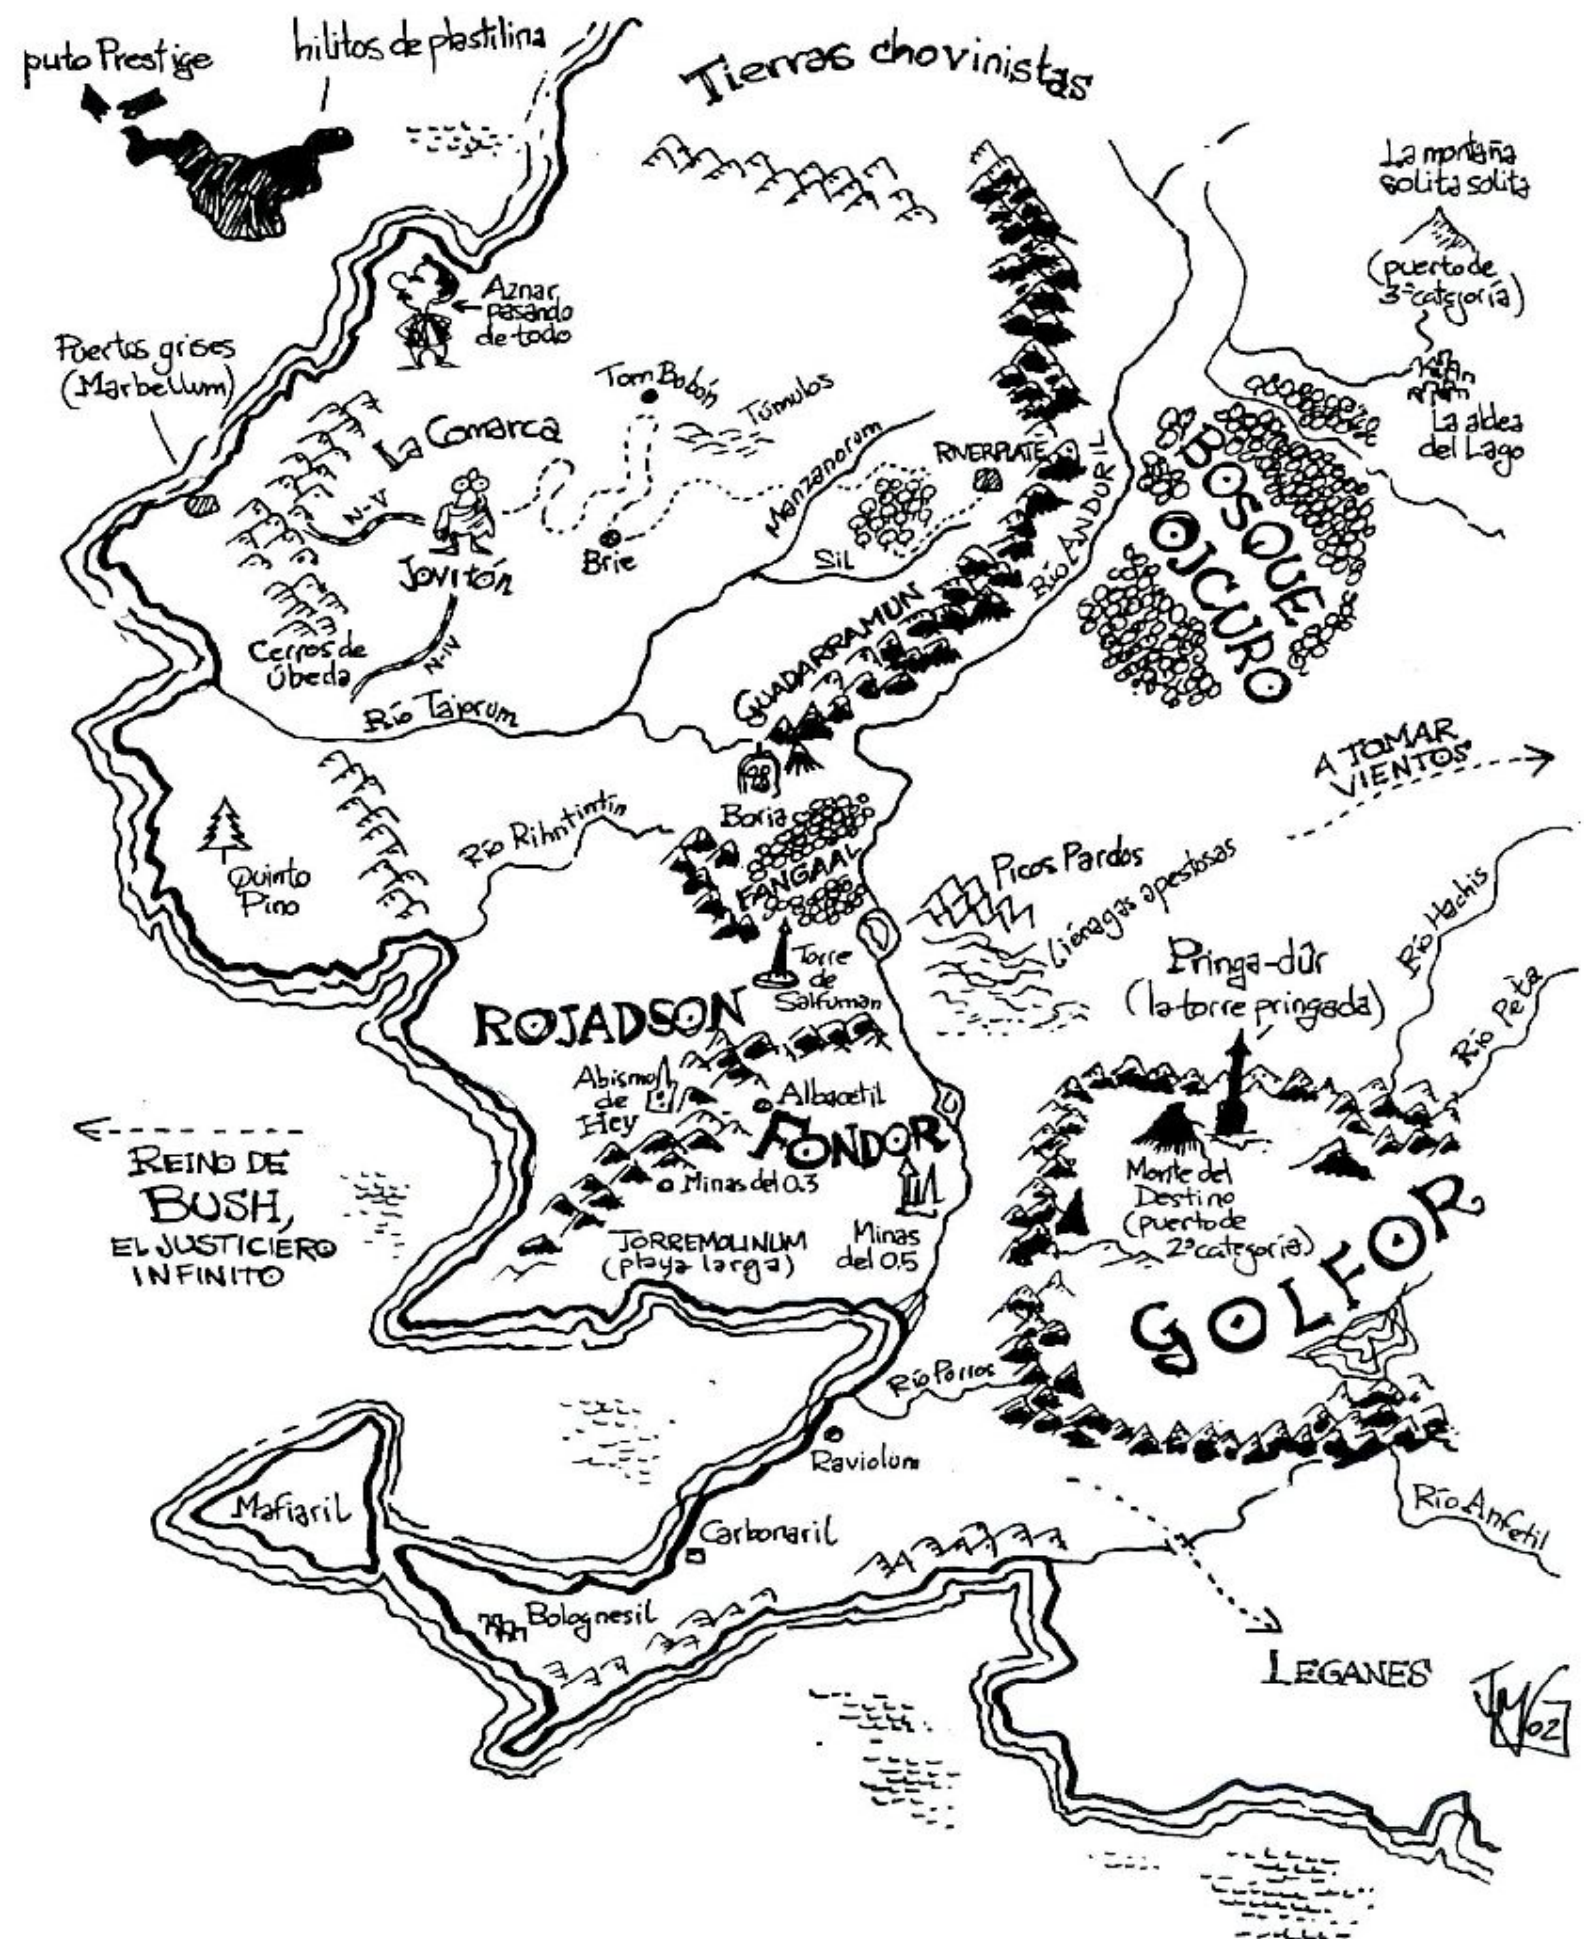 puto Prestige
hilitos de plastilina
Tierras chovinistas
La montaña
solita solita
(puerto de
3ª categoría)
Aznar
pasando
de todo
Puertos grises
(Marbellum)
Tom Bobón
Túmulos
La Comarca
La aldea
del Lago
Manzanorum
RIVERPLATE
RÍO ANDURIL
BOSQUE
OJCURO
N-V
Jovitón
Brie
Sil
GUADARRAMUN
Cerros de
Úbeda
N-IV
Río Tajorum
A TOMAR
VIENTOS
Boria
Río Rihntintín
FANGAAL
Quinto
Pino
Picos Pardos
Ciénagas apestosas
Río Hachis
Torre
de
Salfuman
Pringa-dûr
(la torre pringada)
Río Peta
ROJADSON
Abismo
de
Hey
Albacetil
FONDOR
REINO DE
BUSH,
EL JUSTICIERO
INFINITO
Minas del 0.3
Monte del
Destino
(puerto de
2ª categoría)
TORREMOLINUM
(playa larga)
Minas
del 0.5
GOLFOR
Río Porros
Raviolum
Mafiaril
Carbonaril
Río Anfetil
Bolognesil
LEGANES
JMG
02